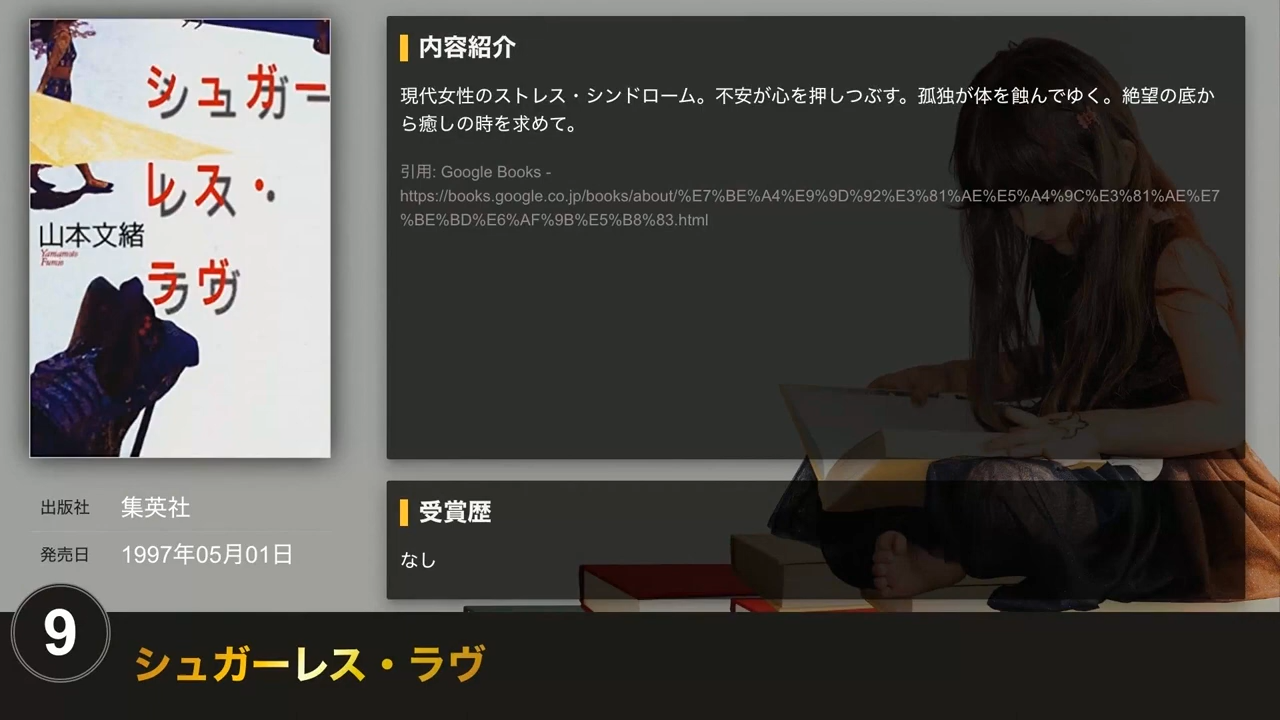 シュガー
レス・
ラヴ
山本文緒
Yamamoto
Fumio
出版社 集英社
発売日 1997年05月01日
内容紹介
現代女性のストレス・シンドローム。不安が心を押しつぶす。孤独が体を蝕んでゆく。絶望の底か
ら癒しの時を求めて。
引用: Google Books -
https://books.google.co.jp/books/about/%E7%BE%A4%E9%9D%92%E3%81%AE%E5%A4%9C%E3%81%AE%E7
%BE%BD%E6%AF%9B%E5%B8%83.html
受賞歴
なし
9
シュガーレス・ラヴ